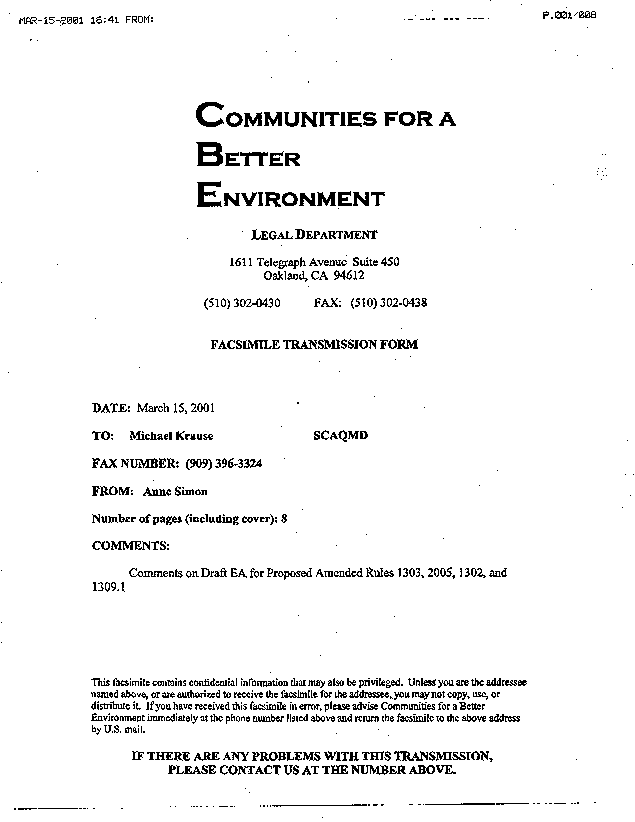 MAR-15-2001 16:41 FROM: P.001/008
COMMUNITIES FOR A
BETTER
ENVIRONMENT
LEGAL DEPARTMENT
1611 Telegraph Avenue Suite 450
Oakland, CA 94612
(510) 302-0430 FAX: (510) 302-0438
FACSIMILE TRANSMISSION FORM
DATE: March 15, 2001
TO: Michael Krause SCAQMD
FAX NUMBER: (909) 396-3324
FROM: Anne Simon
Number of pages (including cover): 8
COMMENTS:
Comments on Draft EA for Proposed Amended Rules 1303, 2005, 1302, and
1309.1
This facsimile contains confidential information that may also be privileged. Unless you are the addressee
named above, or are authorized to receive the facsimile for the addressee, you may not copy, use, or
distribute it. If you have received this facsimile in error, please advise Communities for a Better
Environment immediately at the phone number listed above and return the facsimile to the above address
by U.S. mail.
IF THERE ARE ANY PROBLEMS WITH THIS TRANSMISSION,
PLEASE CONTACT US AT THE NUMBER ABOVE.